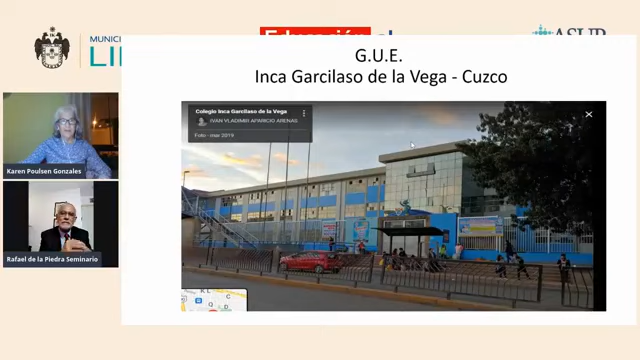 MUNICI
LI
Educación al
ASUP
G.U.E.
Inca Garcilaso de la Vega - Cuzco
Colegio Inca Garcilaso de la Vega
IVAN VLADIMIR APARICIO ARENAS
Foto - mar 2019
Karen Poulsen Gonzales
Rafael de la Piedra Seminario